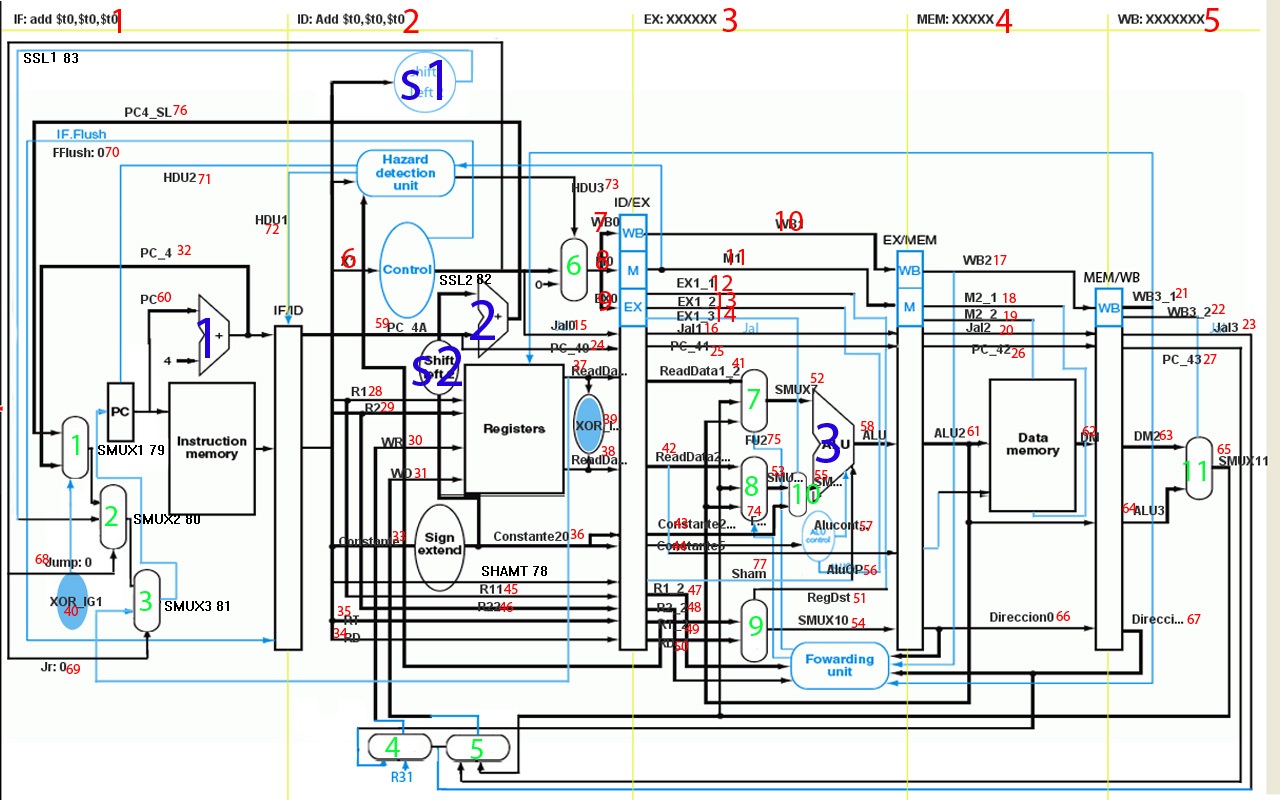 IF: add $t0,$t0,$t0 1
ID: Add $t0,$t0,$t0 2
EX: XXXXXX 3
MEM: XXXXX 4
WB: XXXXXXX 5
SSL1 83
s1
PC4_SL 76
IF.Flush
FFlush: 0 70
Hazard detection unit
HDU2 71
HDU3 73
HDU1 72
ID/EX
7 WB0
WB
10
EX/MEM
PC_4 32
6
Control
6
8
M
M1 11
WB
WB2 17
MEM/WB
SSL2 82
0
9 EX0
EX
EX1_1 12
EX1_2 13
EX1_3 14
M
M2_1 18
M2_2 19
WB
WB3_1 21
WB3_2 22
PC 60
1
+
IF/ID
59 PC_4A
2
+
Jal0 15
Jal1 16
Jal
Jal2 20
Jal3 23
4
PC_40 24
PC_41 25
PC_42 26
PC_43 27
Shift left 2
s2
37 ReadDa...
ReadData1_2 41
SMUX7 52
PC
Instruction memory
R1 28
R2 29
Registers
XOR_I... 39
7
FU2 75
3
ALU
ALU 58
ALU2 61
Data memory
62 DM
DM2 63
11
65 SMUX11
1
SMUX1 79
WR 30
WD 31
38 ReadDa...
42 ReadData2...
8
53 SMU...
10
55 SM...
2
SMUX2 80
33 Constante
Sign extend
Constante20 36
Constante2... 43
74 F...
Alucont... 57
ALU control
64 ALU3
68 Jump: 0
Constante3 44
AluOP 56
XOR_IG1 40
3
SMUX3 81
SHAMT 78
Sham 77
R11 45
R22 46
R1_2 47
R2_2 48
RegDst 51
35 RT
34 RD
RT_2 49
RD 50
9
SMUX10 54
Direccion0 66
Direcci... 67
Jr: 0 69
Fowarding unit
4
5
R31